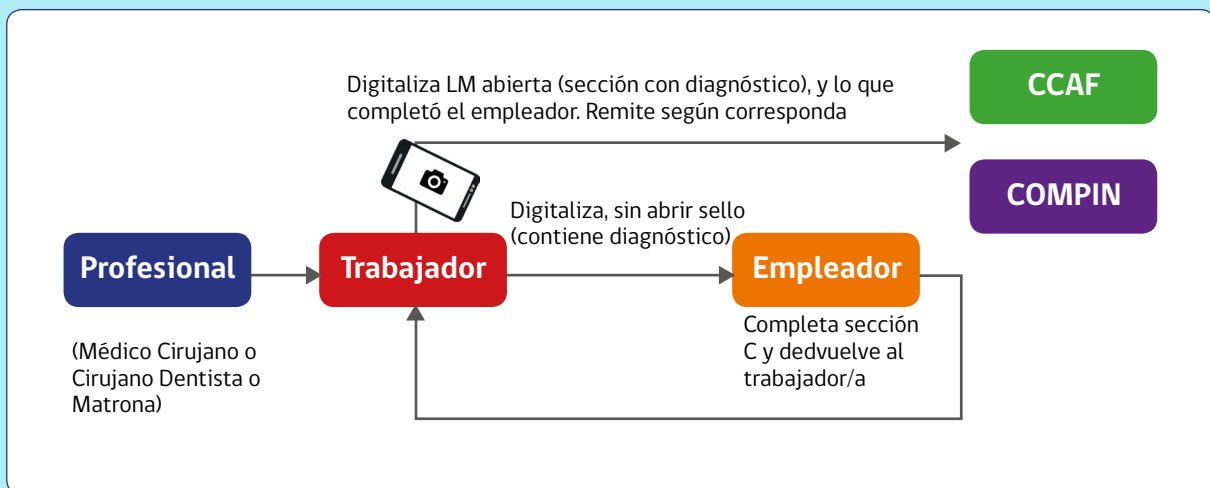 Digitaliza LM abierta (sección con diagnóstico), y lo que
completó el empleador. Remite según corresponda
CCAF
COMPIN
Digitaliza, sin abrir sello
(contiene diagnóstico)
Profesional
Trabajador
Empleador
(Médico Cirujano o
Cirujano Dentista o
Matrona)
Completa sección
C y dedvuelve al
trabajador/a